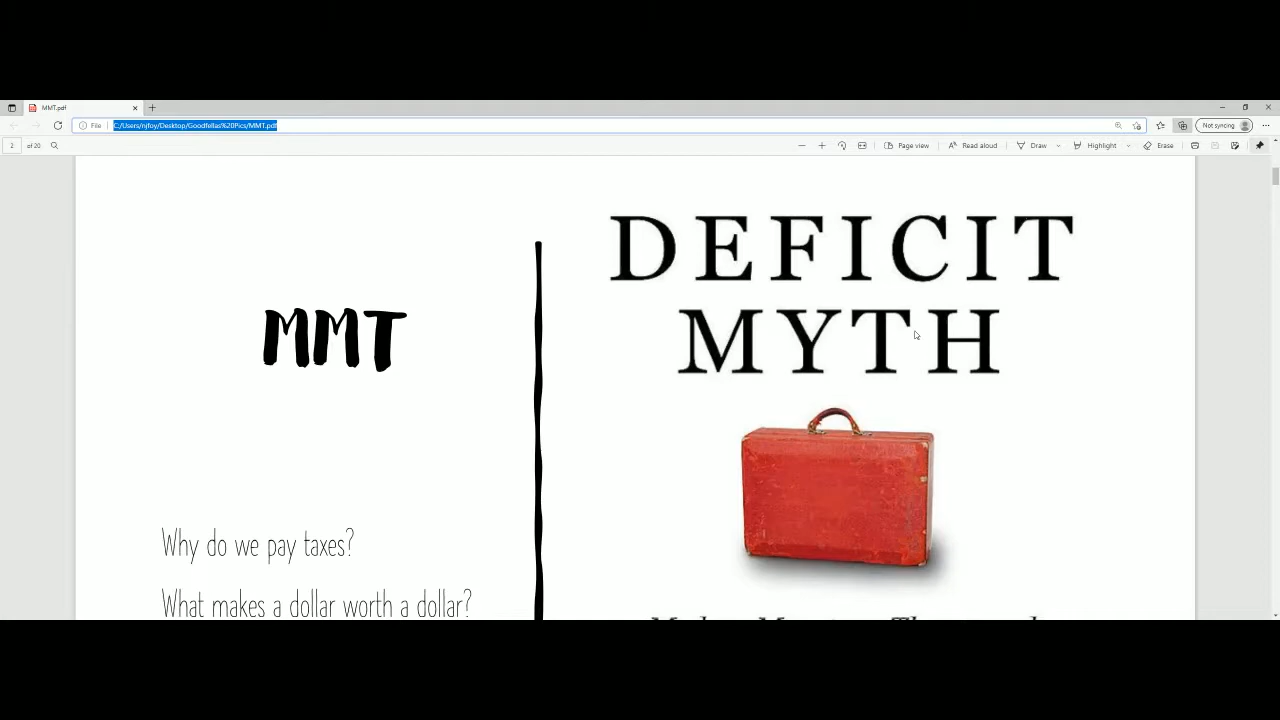 MMT.pdf
File
C:/Users/njfoy/Desktop/Goodfellas%20Pics/MMT.pdf
Not syncing
2 of 20
Page view
Read aloud
Draw
Highlight
Erase
MMT
Why do we pay taxes?
What makes a dollar worth a dollar?
DEFICIT
MYTH